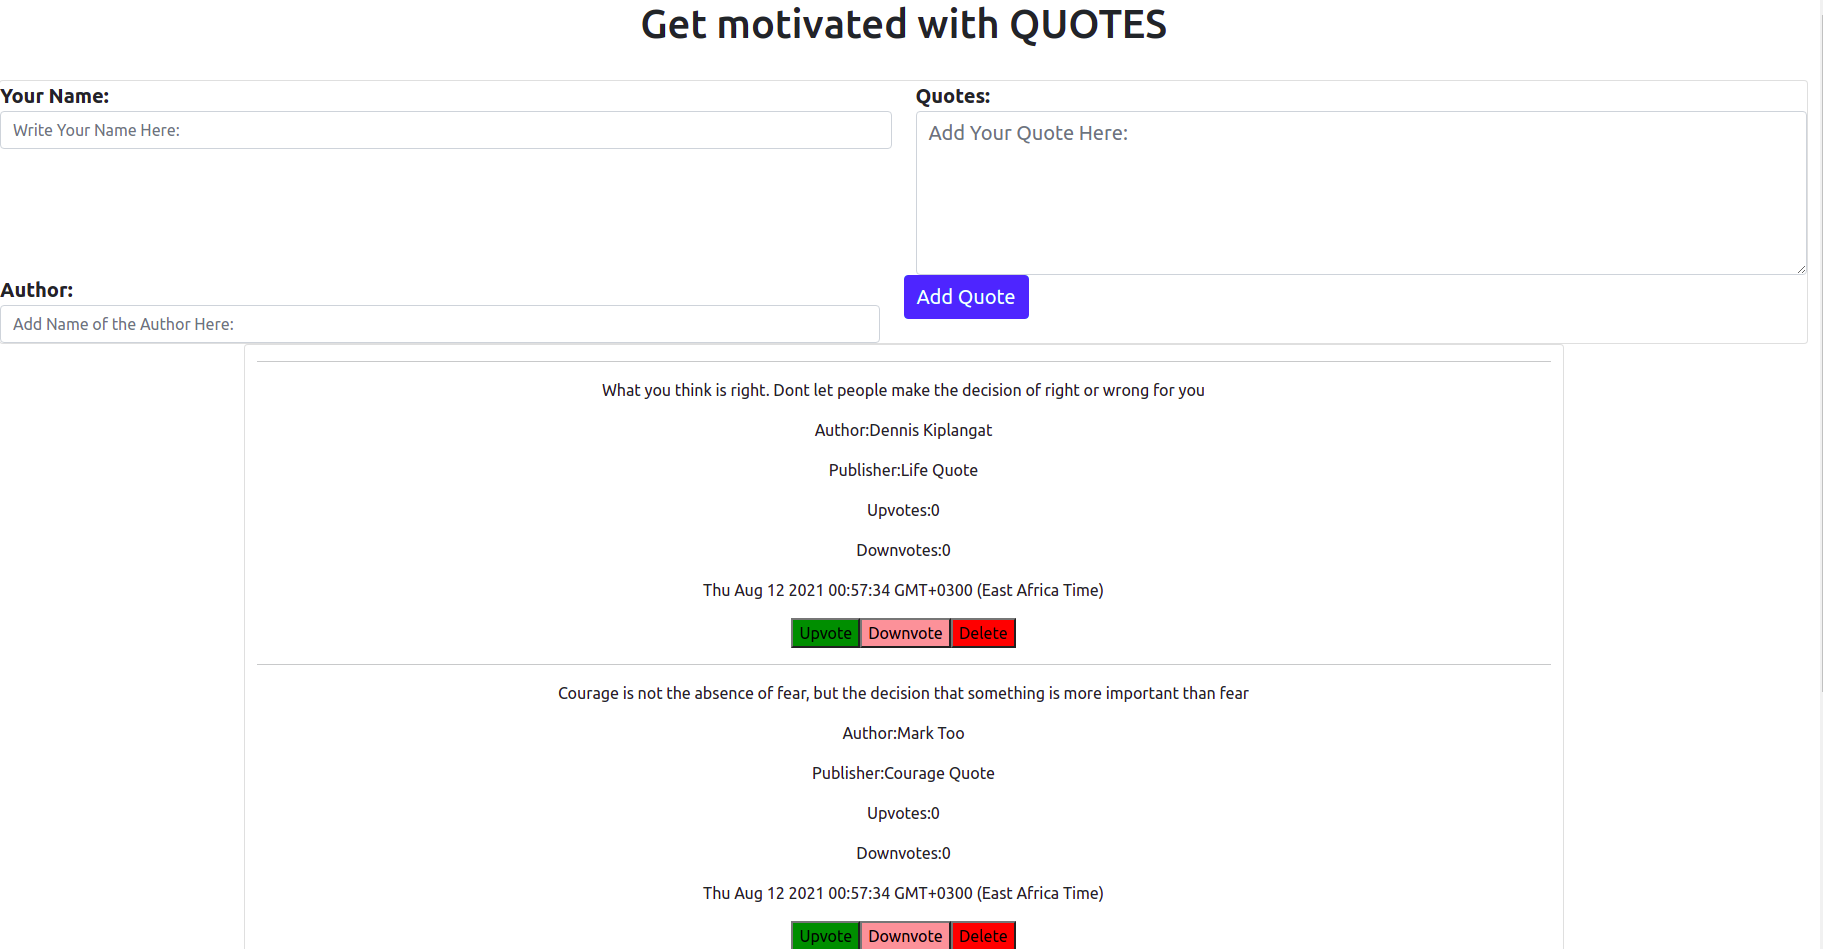 Get motivated with QUOTES
Your Name:
Write Your Name Here:
Quotes:
Add Your Quote Here:
Author:
Add Name of the Author Here:
Add Quote
What you think is right. Dont let people make the decision of right or wrong for you
Author:Dennis Kiplangat
Publisher:Life Quote
Upvotes:0
Downvotes:0
Thu Aug 12 2021 00:57:34 GMT+0300 (East Africa Time)
Upvote Downvote Delete
Courage is not the absence of fear, but the decision that something is more important than fear
Author:Mark Too
Publisher:Courage Quote
Upvotes:0
Downvotes:0
Thu Aug 12 2021 00:57:34 GMT+0300 (East Africa Time)
Upvote Downvote Delete